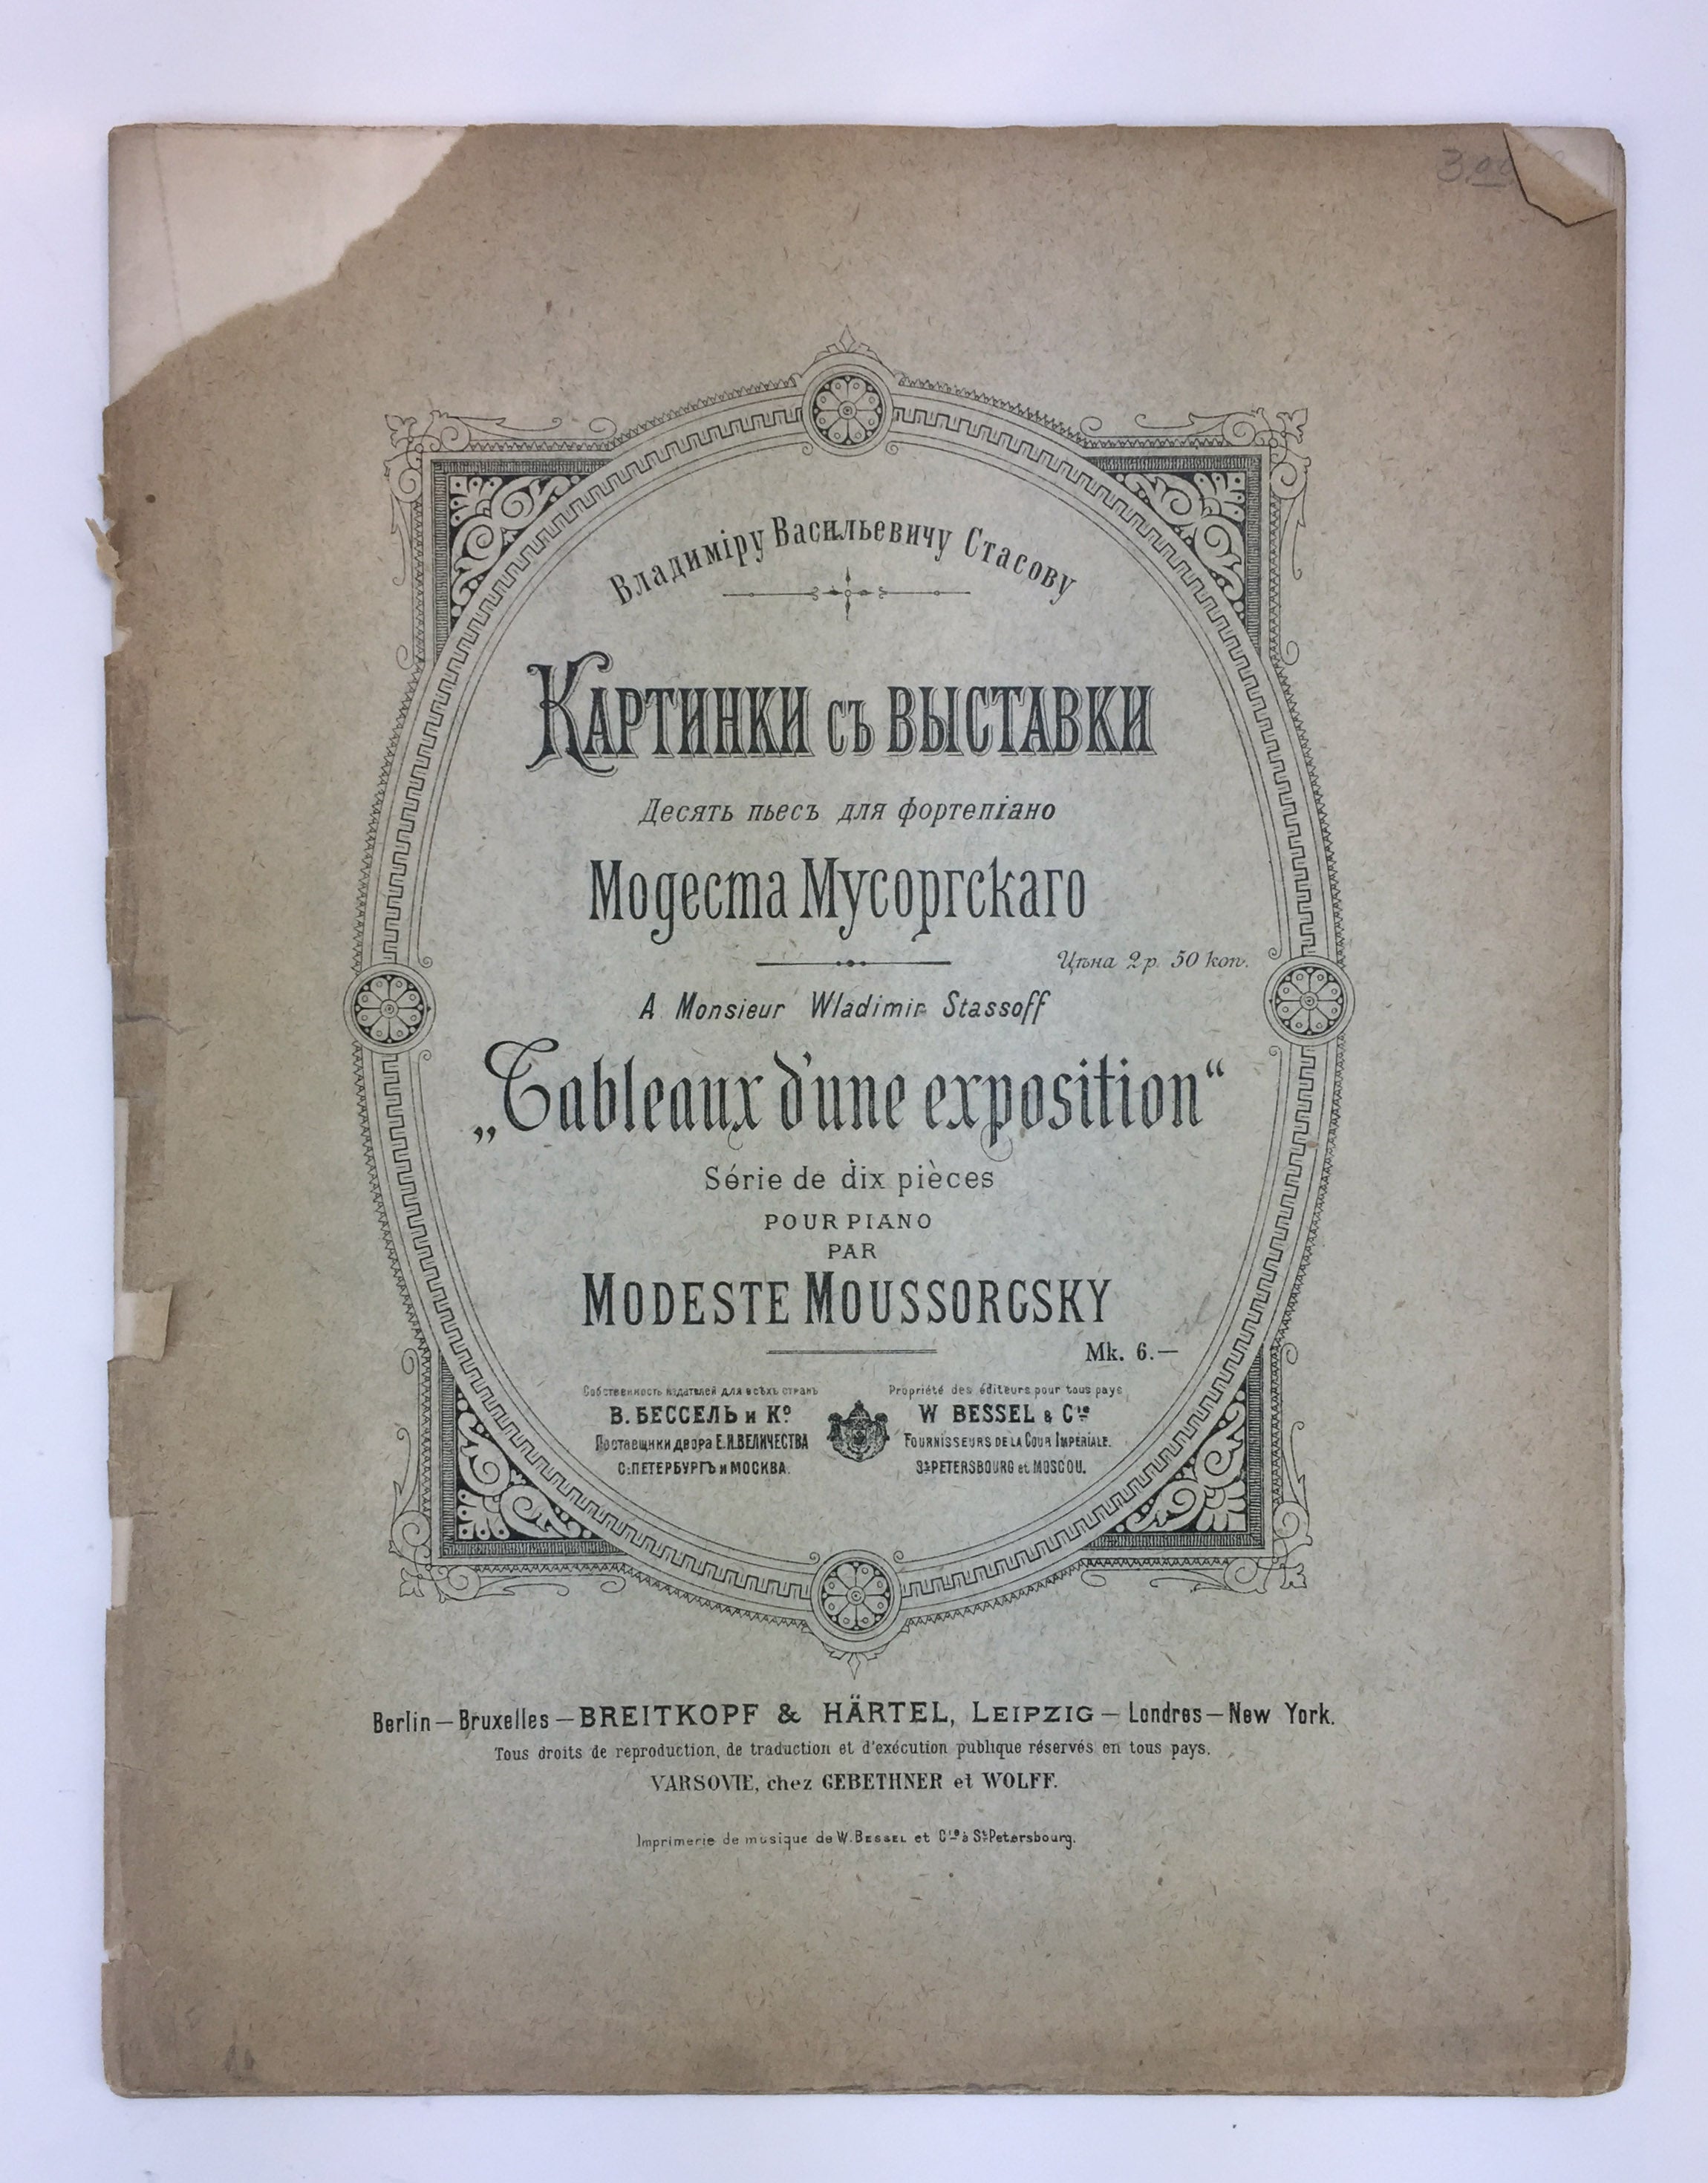 3.00
Владиміру Васильевичу Стасову
Картинки съ выставки
Десять пьесъ для фортепіано
Модеста Мусоргскаго
Цѣна 2 р. 50 коп.
A Monsieur Wladimir Stassoff
„Tableaux d'une exposition“
Série de dix pièces
POUR PIANO
PAR
MODESTE MOUSSORGSKY
Mk. 6.—
Собственность издателей для всѣхъ странъ
В. БЕССЕЛЬ и Кº
Поставщики двора Е.И.ВЕЛИЧЕСТВА
С:ПЕТЕРБУРГЪ и МОСКВА.
Propriété des éditeurs pour tous pays
W BESSEL & Cie
FOURNISSEURS DE LA COUR IMPÉRIALE.
St PETERSBOURG et MOSCOU.
Berlin—Bruxelles—BREITKOPF & HÄRTEL, LEIPZIG—Londres—New York.
Tous droits de reproduction, de traduction et d'exécution publique réservés en tous pays.
VARSOVIE, chez GEBETHNER et WOLFF.
Imprimerie de musique de W. BESSEL et Cie à St Petersbourg.